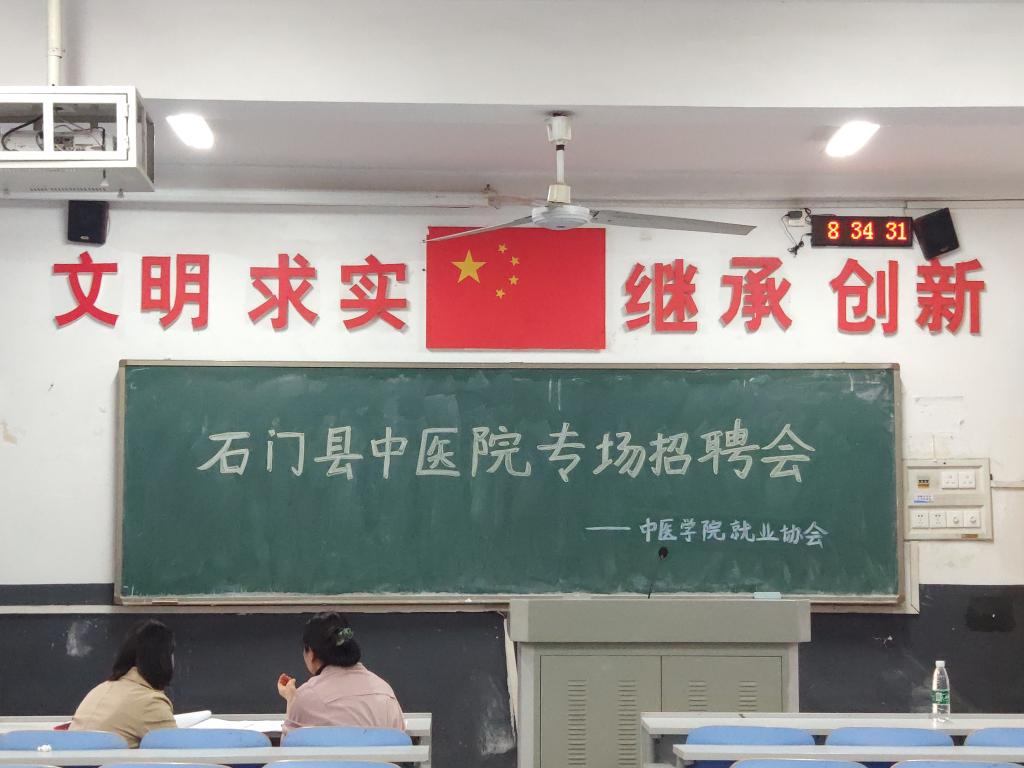 8 34 31
文明 求实 继承 创新
石门县中医院专场招聘会
——中医学院就业协会